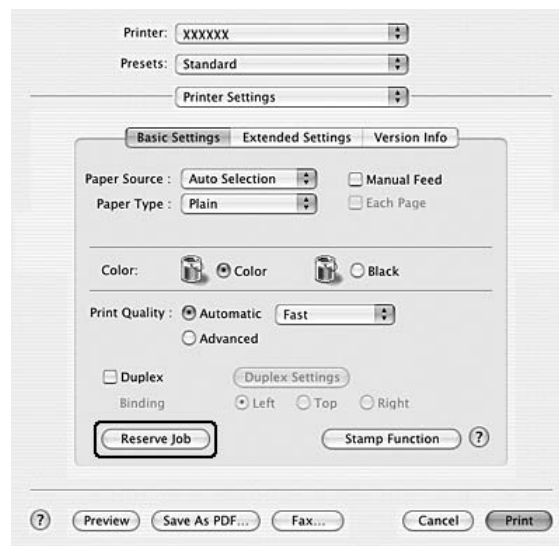 Printer: XXXXXX
Presets: Standard
Printer Settings
Basic Settings Extended Settings Version Info
Paper Source : Auto Selection Manual Feed
Paper Type : Plain Each Page
Color: Color Black
Print Quality : Automatic Fast
Advanced
Duplex Duplex Settings
Binding Left Top Right
Reserve Job Stamp Function ?
? Preview Save As PDF... Fax... Cancel Print